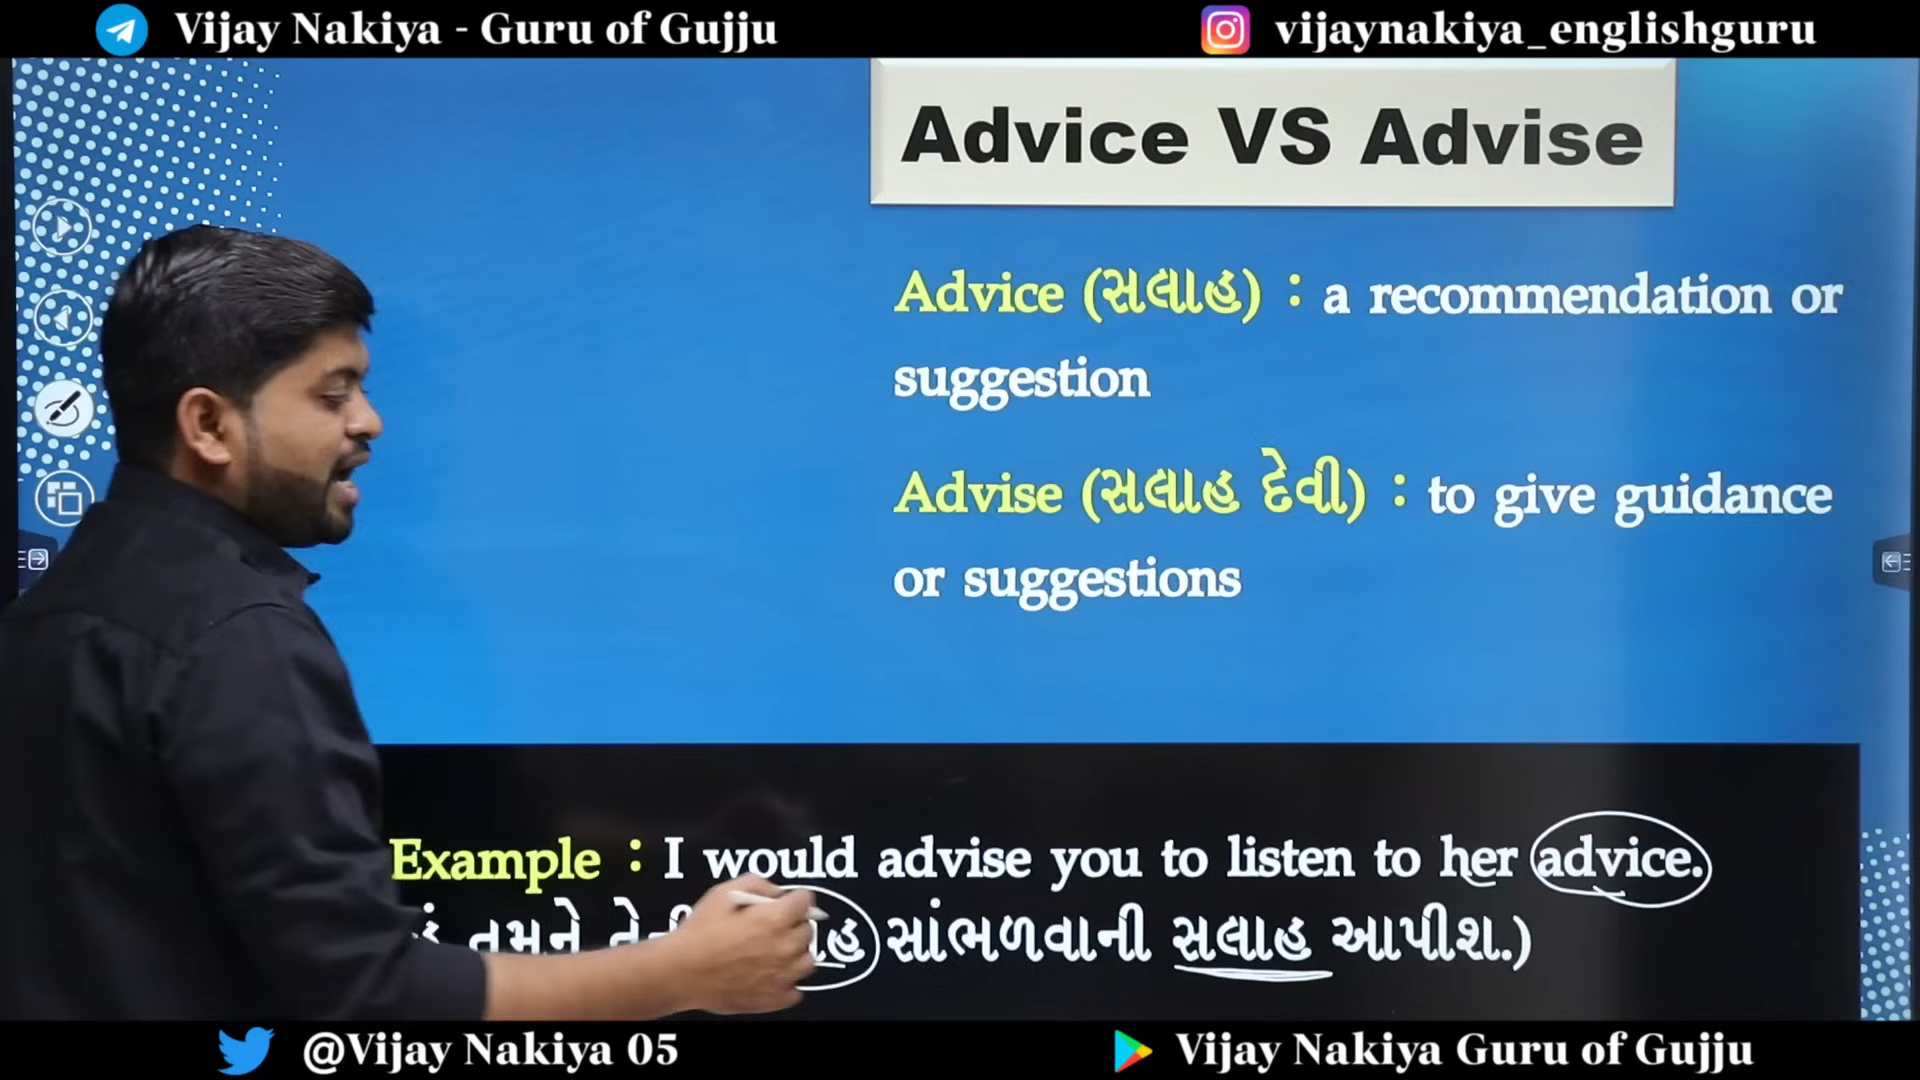 Vijay Nakiya - Guru of Gujju
vijaynakiya_englishguru
Advice VS Advise
Advice (સલાહ) : a recommendation or
suggestion
Advise (સલાહ દેવી) : to give guidance
or suggestions
Example : I would advise you to listen to her advice.
તમને સાંભળવાની સલાહ આપીશ.)
@Vijay Nakiya 05
Vijay Nakiya Guru of Gujju